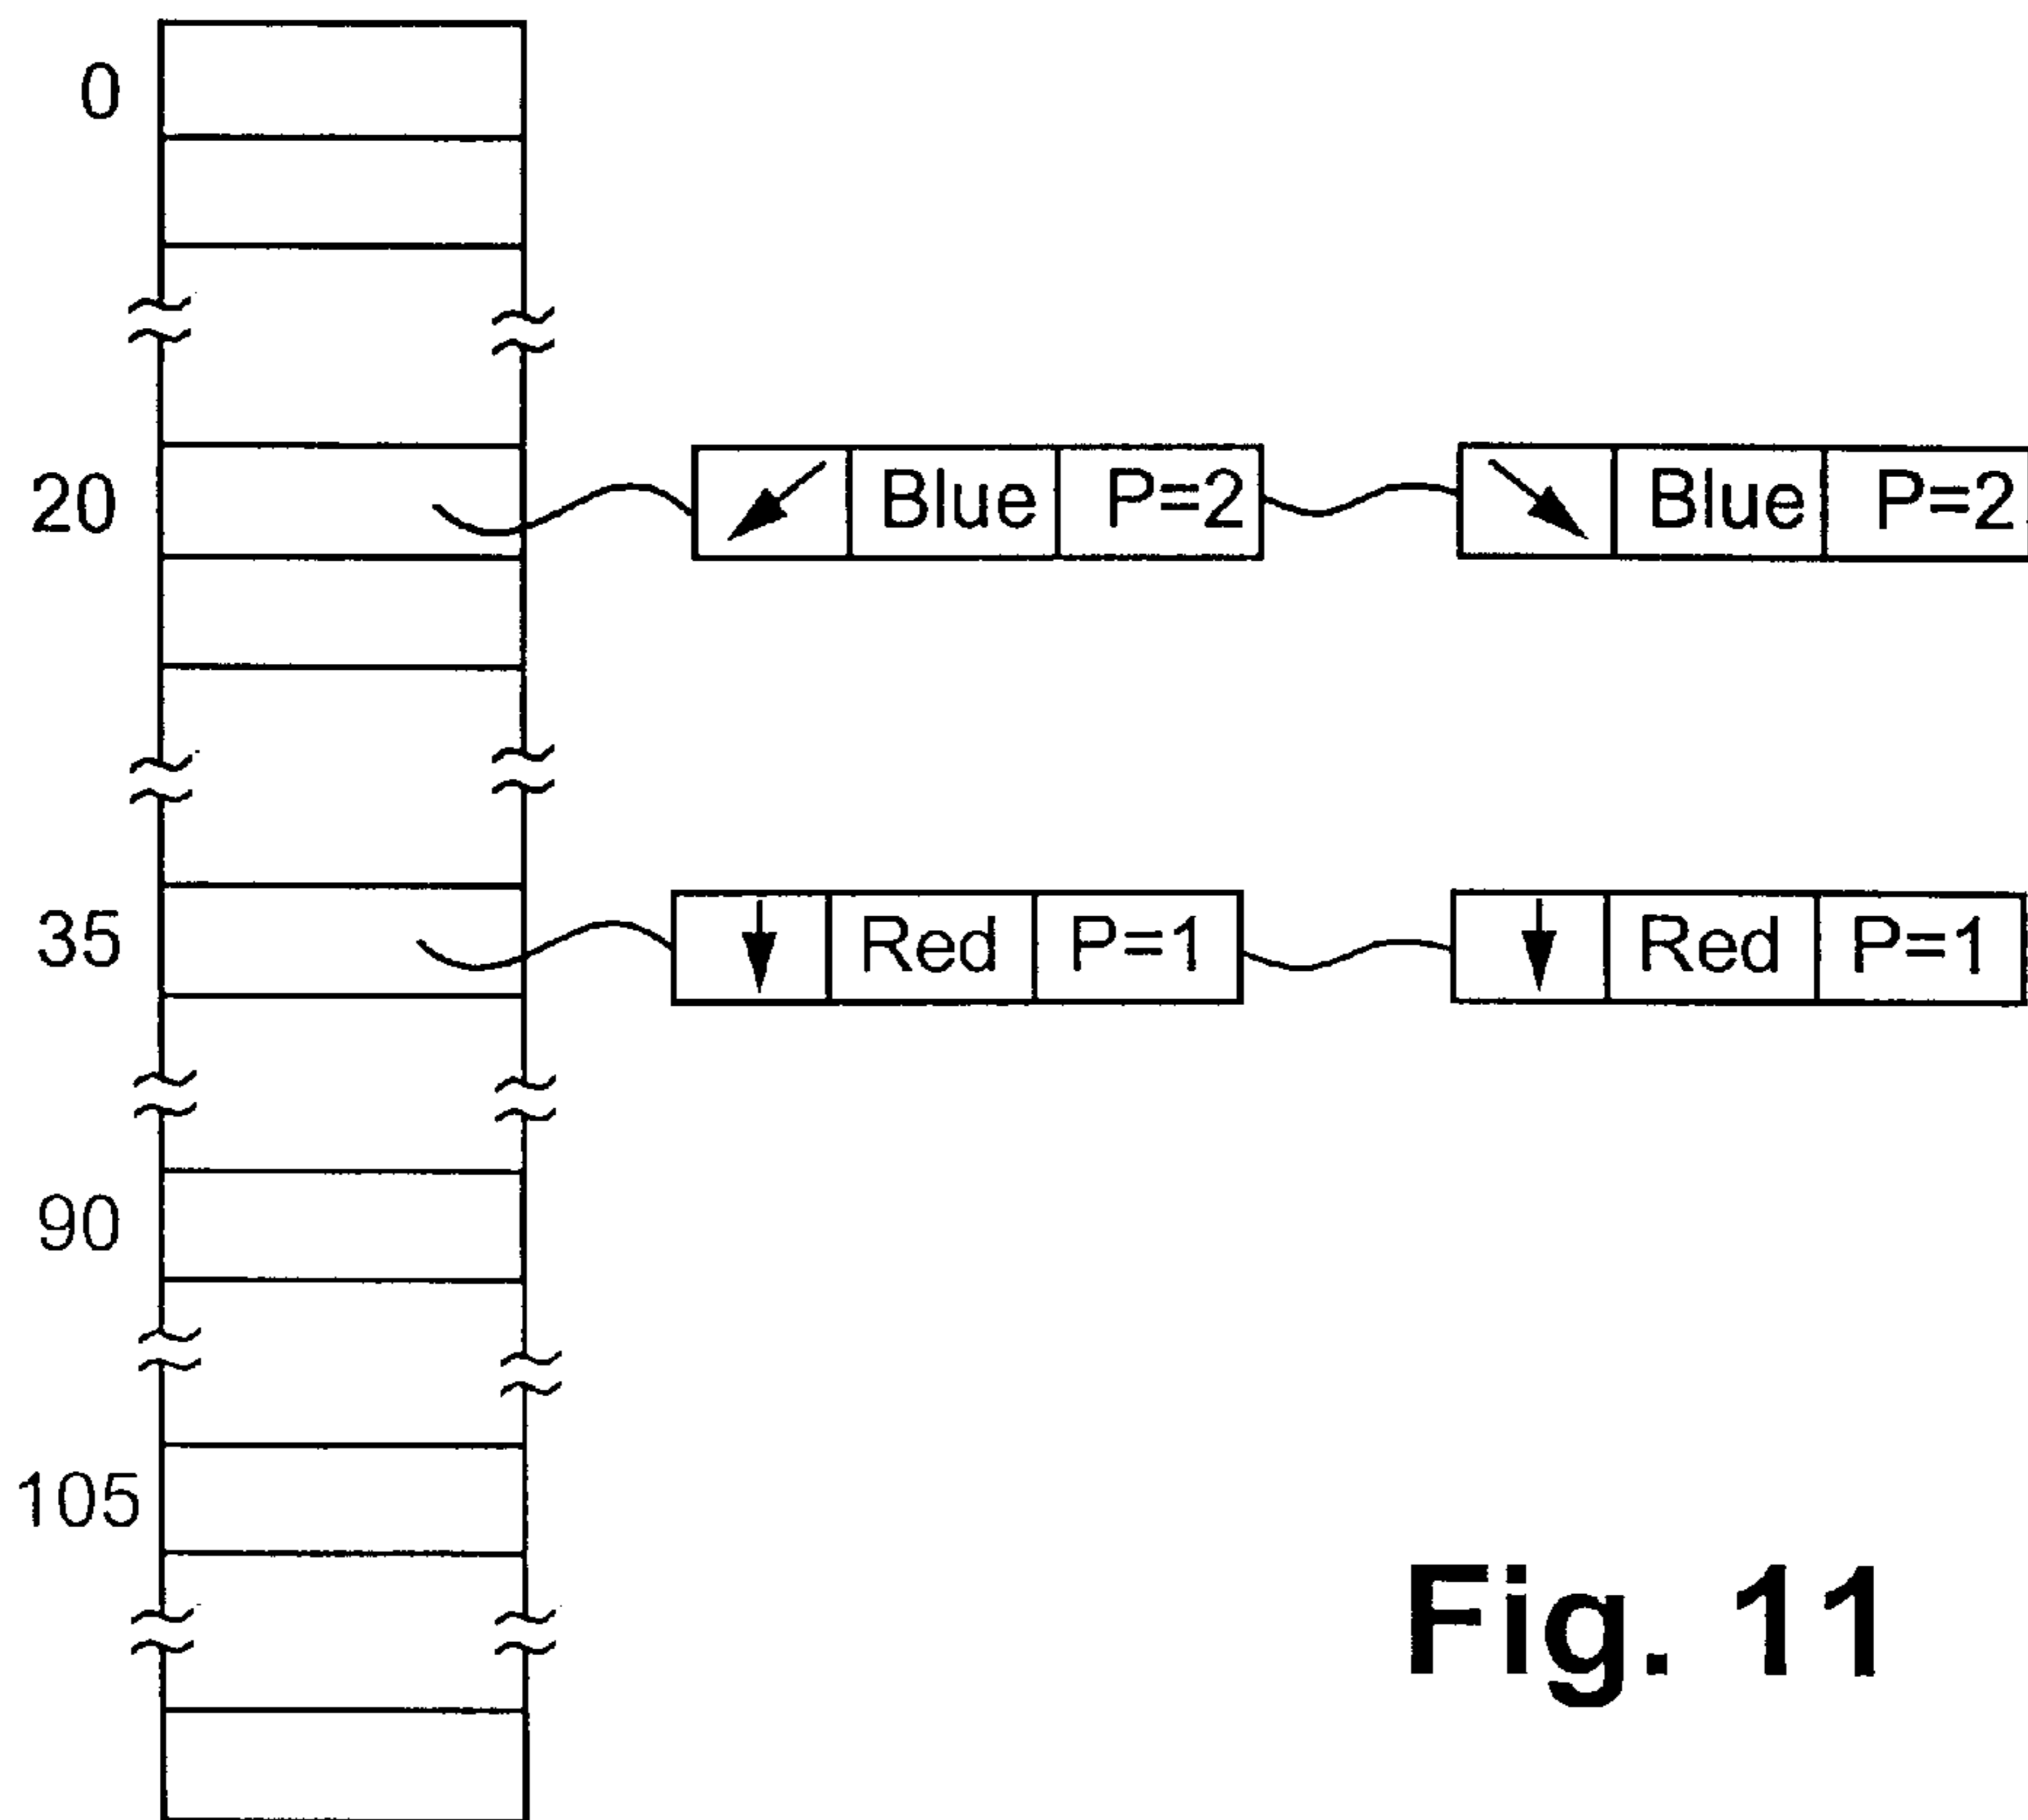 0
20 Blue P=2 Blue P=2
35 Red P=1 Red P=1
90
105
Fig. 11